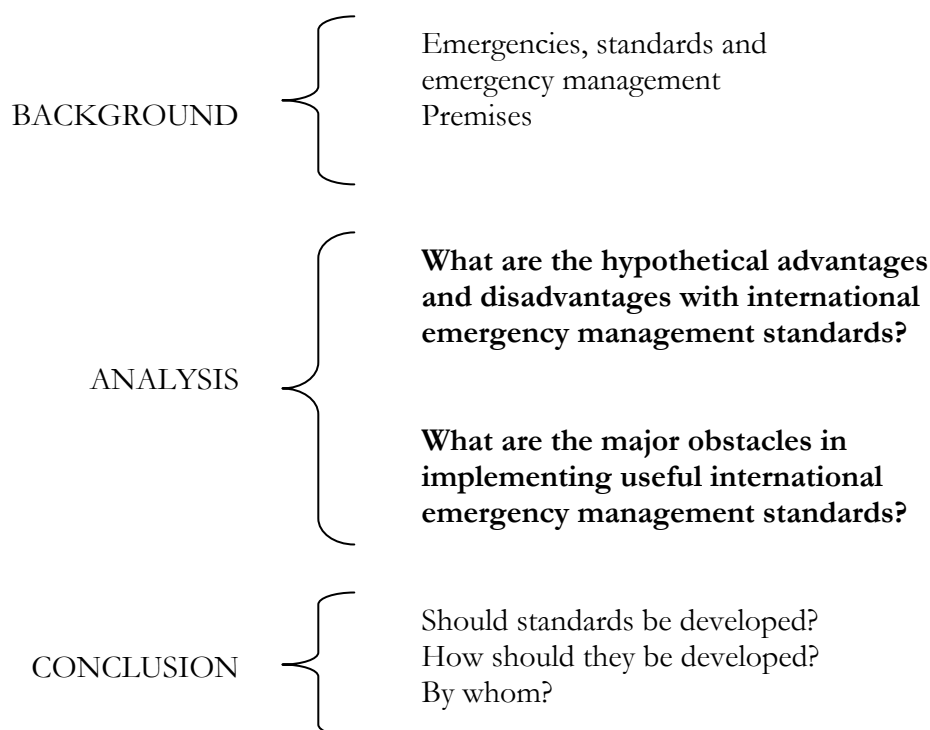 BACKGROUND
Emergencies, standards and
emergency management
Premises
ANALYSIS
What are the hypothetical advantages
and disadvantages with international
emergency management standards?
What are the major obstacles in
implementing useful international
emergency management standards?
CONCLUSION
Should standards be developed?
How should they be developed?
By whom?